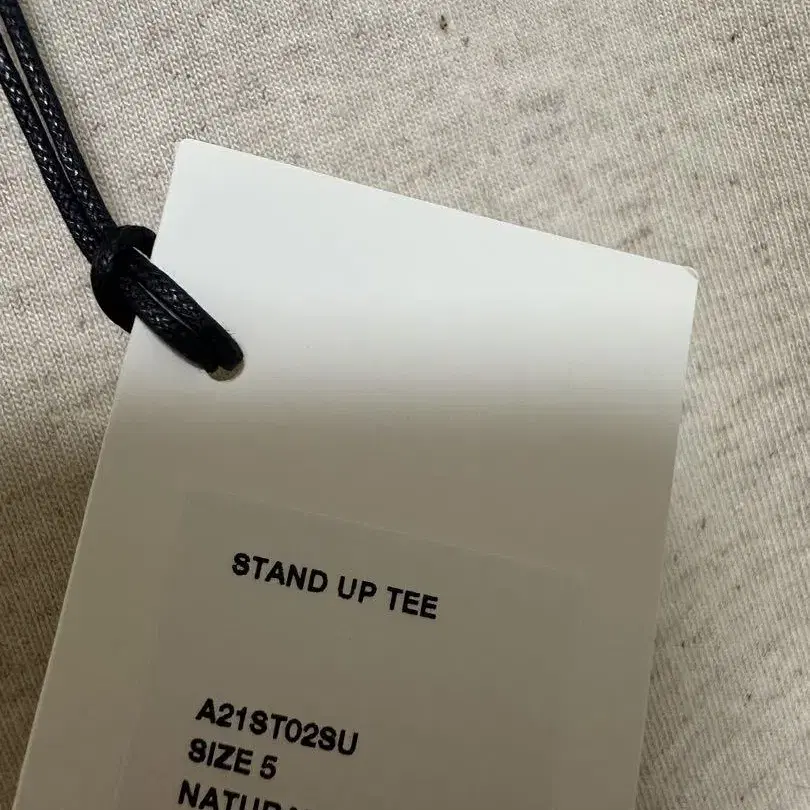 STAND UP TEE
A21ST02SU
SIZE 5